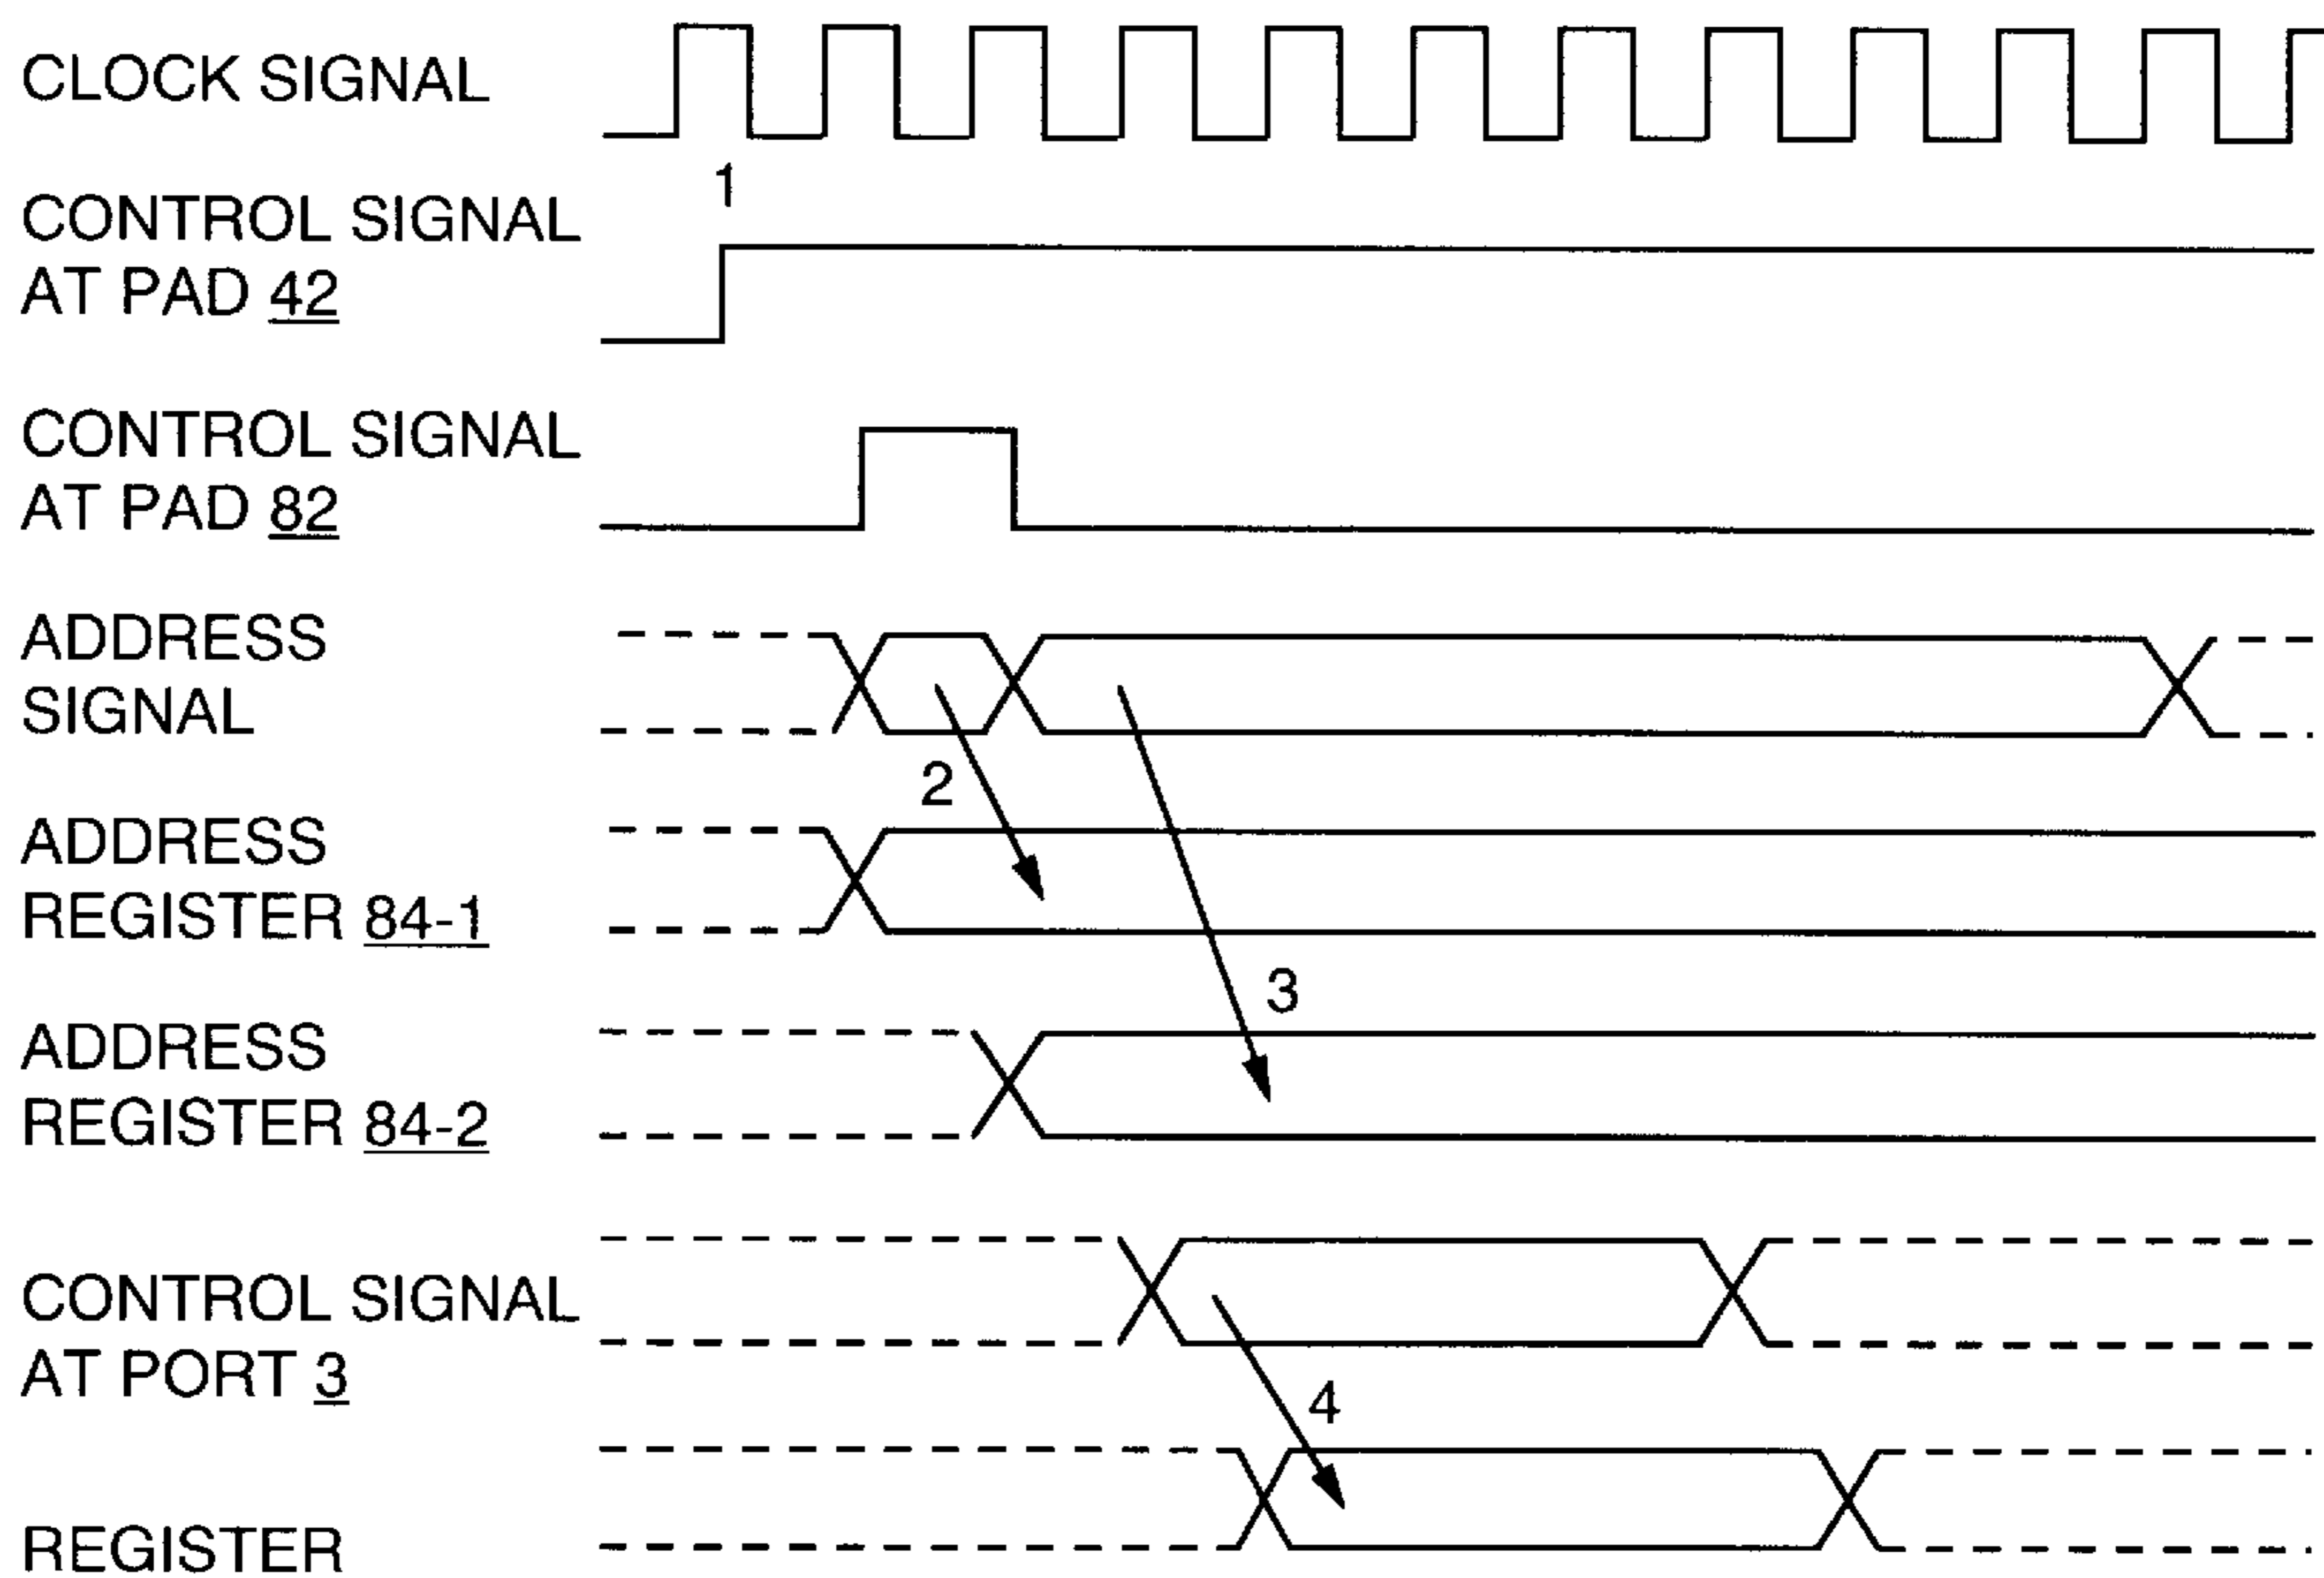 CLOCK SIGNAL
1
CONTROL SIGNAL
AT PAD 42
CONTROL SIGNAL
AT PAD 82
ADDRESS
SIGNAL
2
ADDRESS
REGISTER 84-1
3
ADDRESS
REGISTER 84-2
CONTROL SIGNAL
AT PORT 3
4
REGISTER